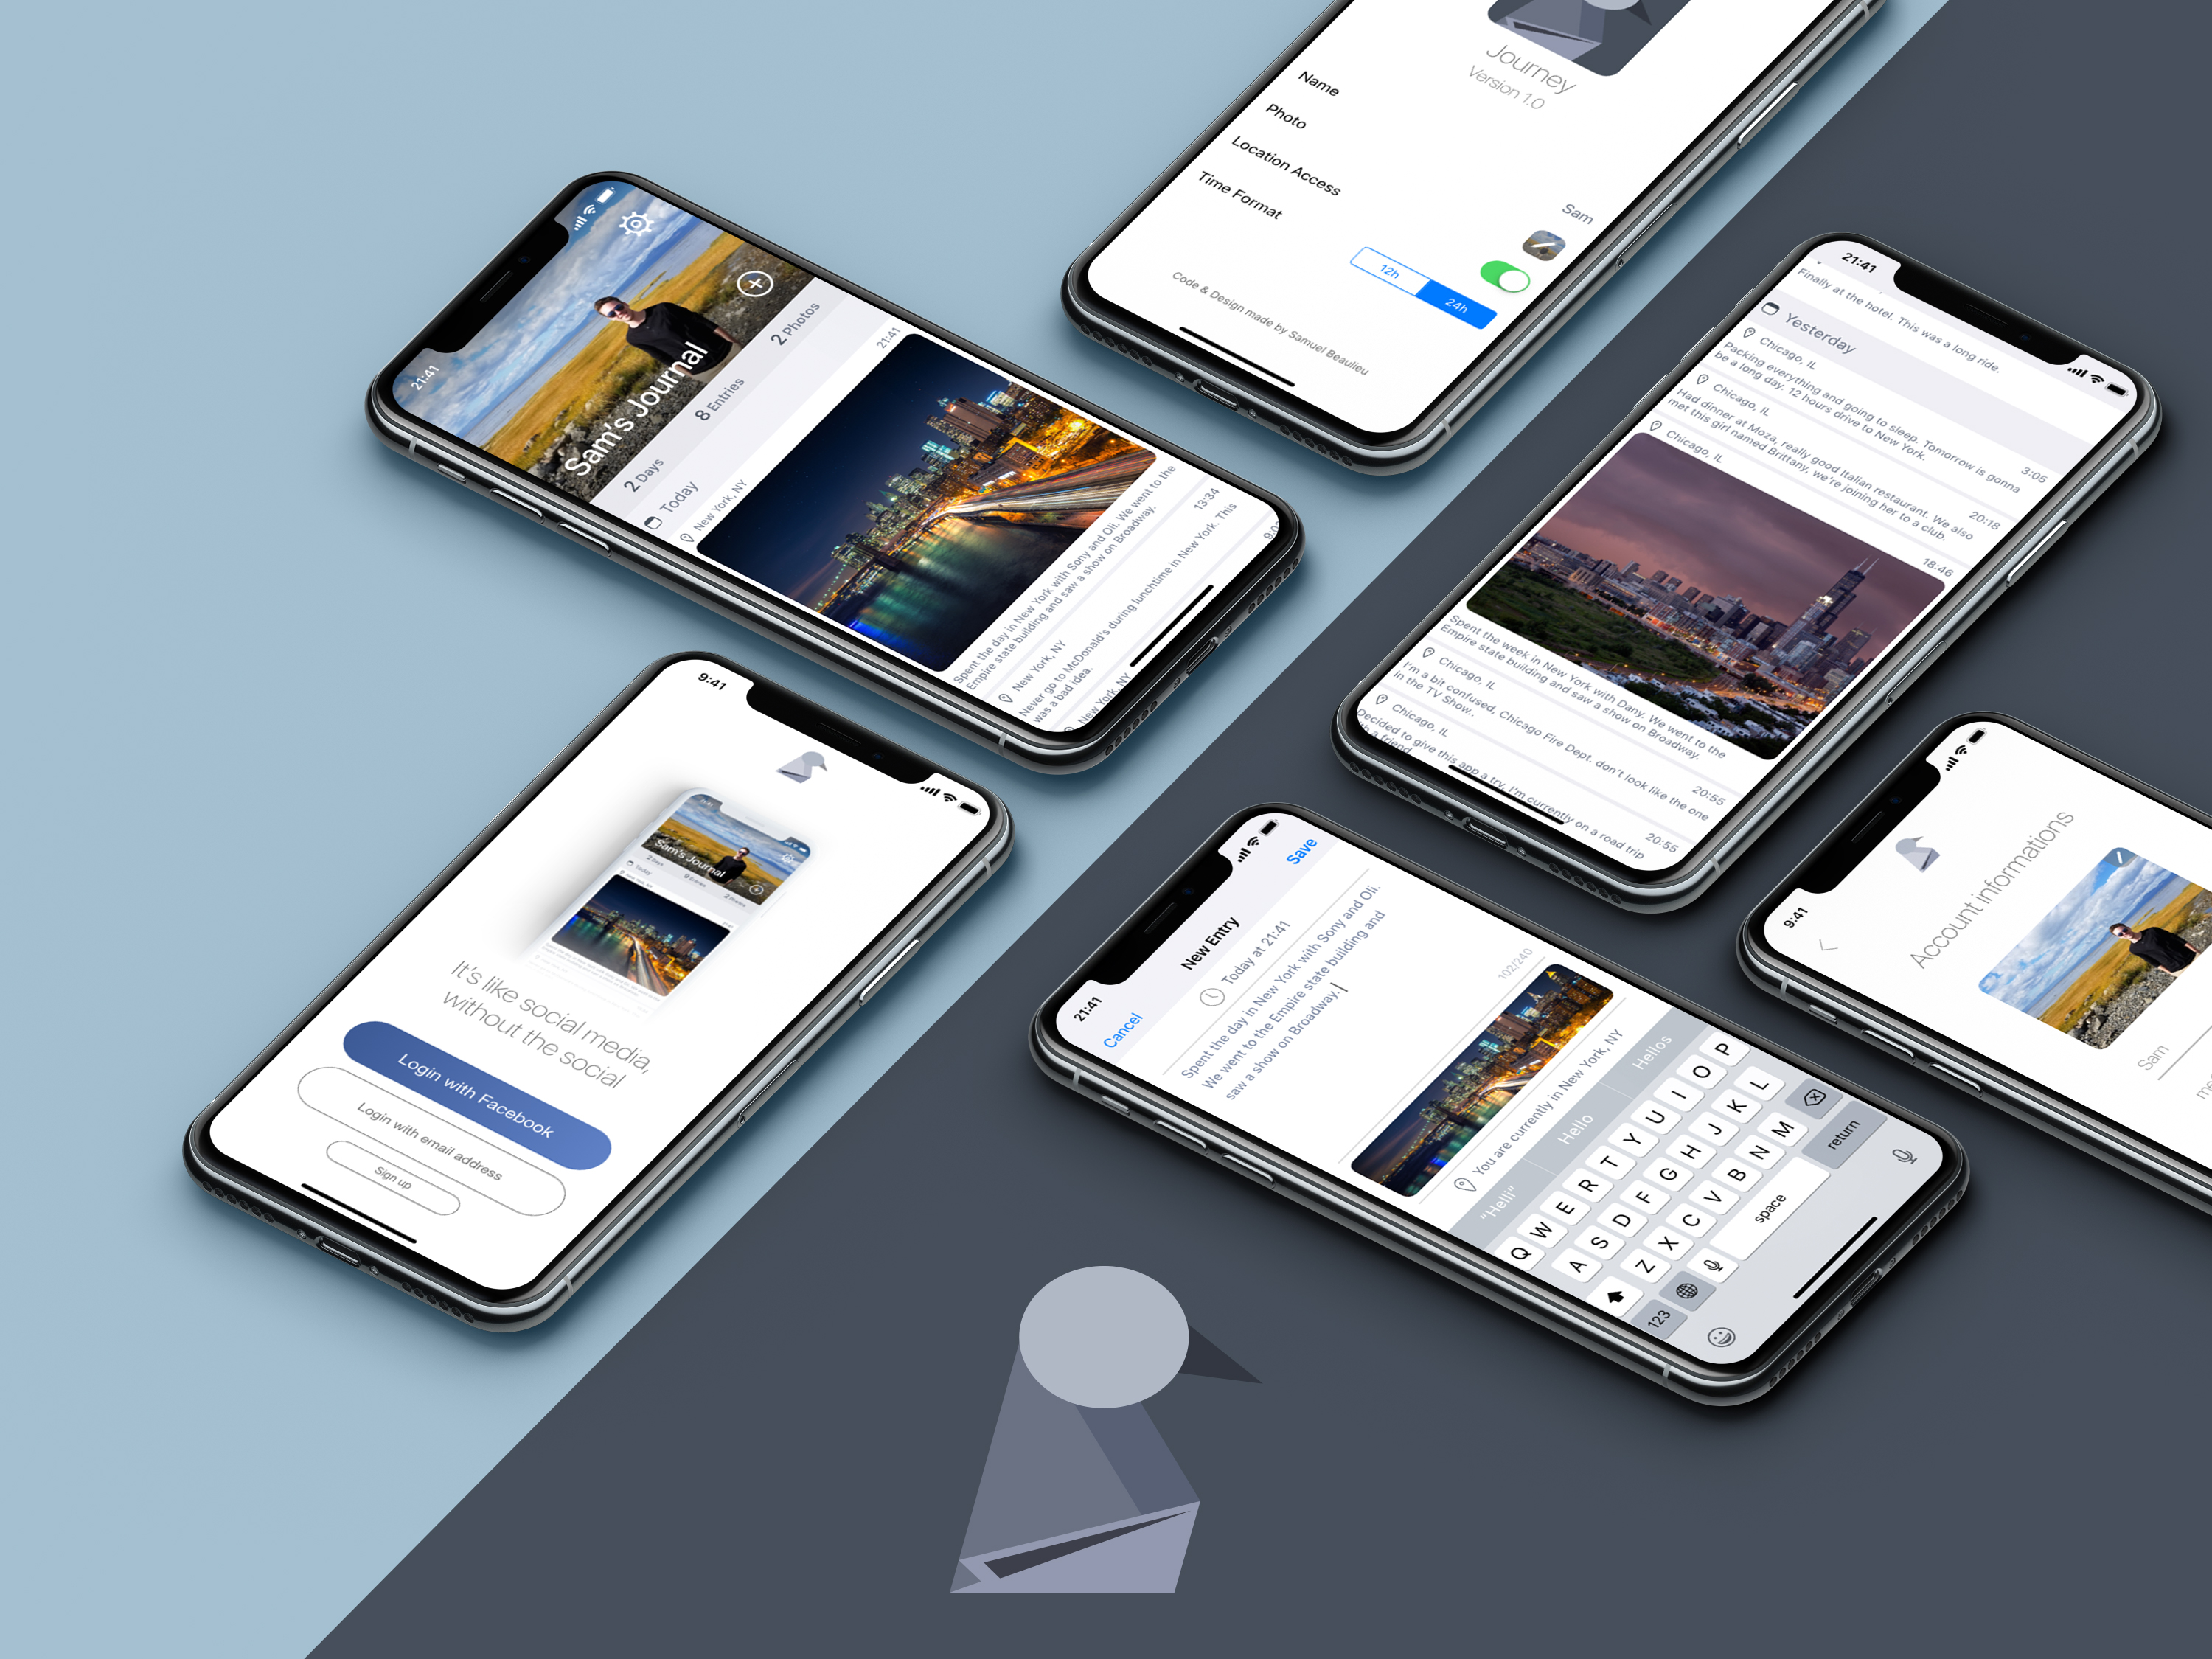 Journey
Version 1.0
Name
Sam
Photo
Location Access
Time Format
12h
24h
Code & Design made by Samuel Beaulieu
21:41
Sam's Journal
2 Days
8 Entries
2 Photos
Today
New York, NY
21:41
Spent the day in New York with Sony and Oli. We went to the
Empire state building and saw a show on Broadway.
New York, NY
13:34
Never go to McDonald's during lunchtime in New York. This
was a bad idea.
New York, NY
21:41
Finally at the hotel. This was a long ride.
Yesterday
Chicago, IL
3:05
Packing everything and going to sleep. Tomorrow is gonna
be a long day. 12 hours drive to New York.
Chicago, IL
20:18
Had dinner at Moza, really good Italian restaurant. We also
met this girl named Brittany, we're joining her to a club.
Chicago, IL
18:46
Spent the week in New York with Dany. We went to the
Empire state building and saw a show on Broadway.
Chicago, IL
20:55
I'm a bit confused, Chicago Fire Dept. don't look like the one
in the TV Show..
Chicago, IL
20:55
Decided to give this app a try. I'm currently on a road trip
with a friend
9:41
21:41
Sam's Journal
2 Days
Entries
2 Photos
Today
It's like social media,
without the social
Login with Facebook
Login with email address
Sign up
21:41
Cancel
New Entry
Save
Today at 21:41
Spent the day in New York with Sony and Oli.
We went to the Empire state building and
saw a show on Broadway.
102/240
You are currently in New York, NY
"Helli"
Hello
Hellos
Q W E R T Y U I O P
A S D F G H J K L
Z X C V B N M
123
space
return
9:41
Account informations
Sam